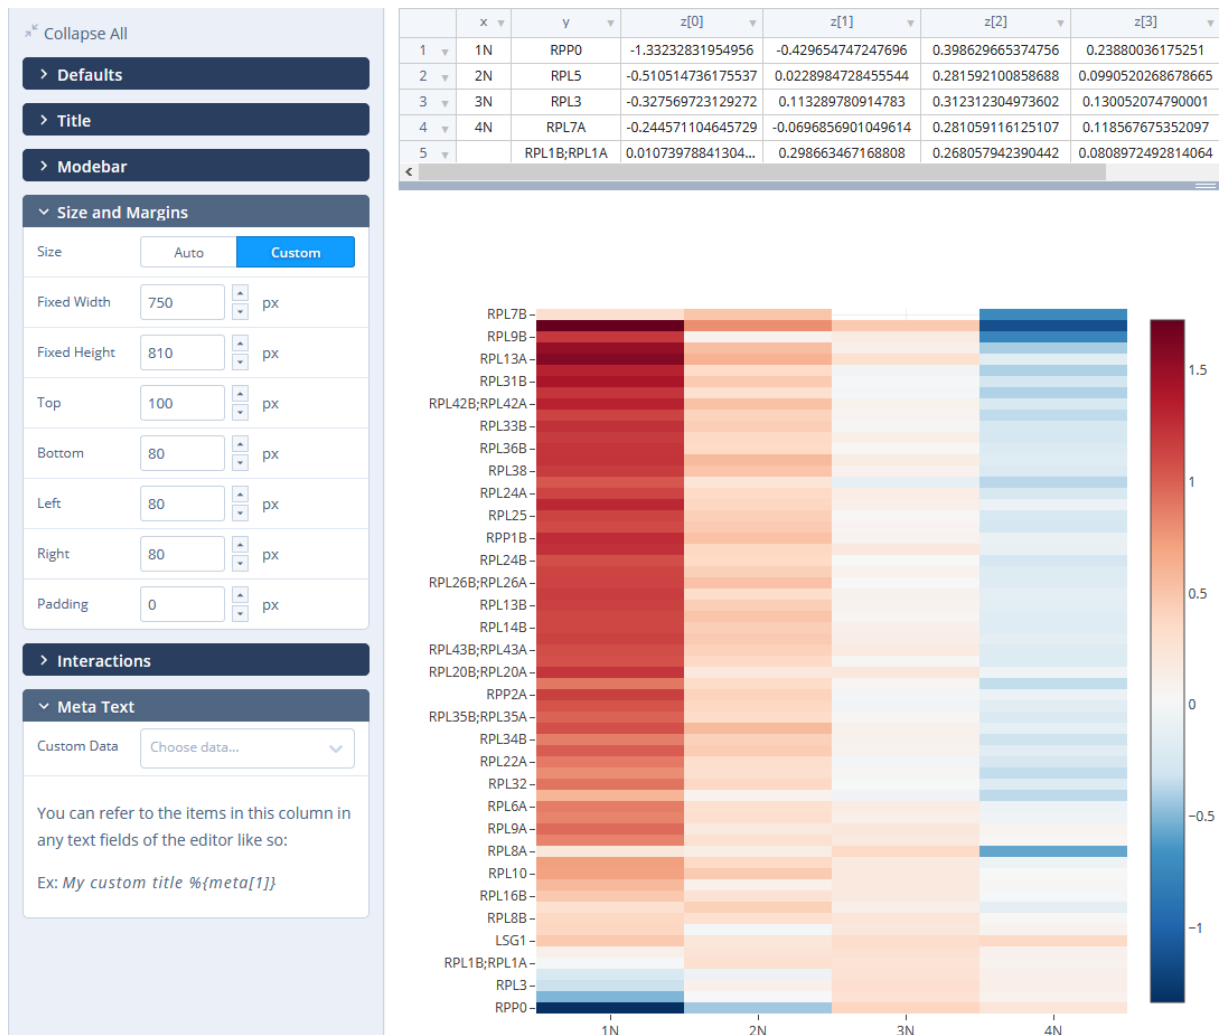 Collapse All
Defaults
Title
Modebar
Size and Margins
Size Auto Custom
Fixed Width 750 px
Fixed Height 810 px
Top 100 px
Bottom 80 px
Left 80 px
Right 80 px
Padding 0 px
Interactions
Meta Text
Custom Data Choose data...
You can refer to the items in this column in
any text fields of the editor like so:
Ex: My custom title %{meta[1]}
x y z[0] z[1] z[2] z[3]
1 1N RPP0 -1.33232831954956 -0.429654747247696 0.398629665374756 0.23880036175251
2 2N RPL5 -0.510514736175537 0.0228984728455544 0.281592100858688 0.0990520268678665
3 3N RPL3 -0.327569723129272 0.113289780914783 0.312312304973602 0.130052074790001
4 4N RPL7A -0.244571104645729 -0.0696856901049614 0.281059116125107 0.118567675352097
5 RPL1B;RPL1A 0.01073978841304... 0.298663467168808 0.268057942390442 0.0808972492814064
RPL7B
RPL9B
RPL13A
RPL31B
RPL42B;RPL42A
RPL33B
RPL36B
RPL38
RPL24A
RPL25
RPP1B
RPL24B
RPL26B;RPL26A
RPL13B
RPL14B
RPL43B;RPL43A
RPL20B;RPL20A
RPP2A
RPL35B;RPL35A
RPL34B
RPL22A
RPL32
RPL6A
RPL9A
RPL8A
RPL10
RPL16B
RPL8B
LSG1
RPL1B;RPL1A
RPL3
RPP0
1N 2N 3N 4N
1.5
1
0.5
0
−0.5
−1